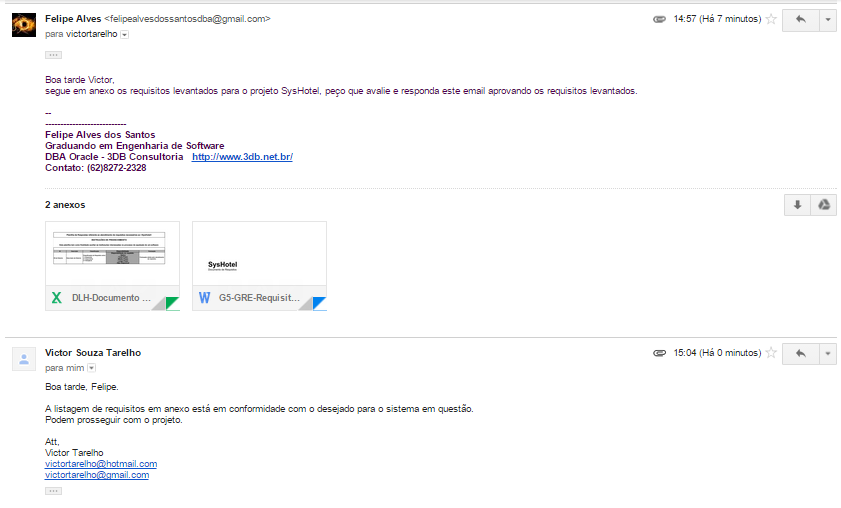 Felipe Alves <felipealvesdossantosdba@gmail.com>
14:57 (Há 7 minutos)
para victortarelho
Boa tarde Victor,
segue em anexo os requisitos levantados para o projeto SysHotel, peço que avalie e responda este email aprovando os requisitos levantados.
--
---------------------------
Felipe Alves dos Santos
Graduando em Engenharia de Software
DBA Oracle - 3DB Consultoria http://www.3db.net.br/
Contato: (62)8272-2328
2 anexos
SysHotel
DLH-Documento ...
G5-GRE-Requisit...
Victor Souza Tarelho
15:04 (Há 0 minutos)
para mim
Boa tarde, Felipe.
A listagem de requisitos em anexo está em conformidade com o desejado para o sistema em questão.
Podem prosseguir com o projeto.
Att,
Victor Tarelho
victortarelho@hotmail.com
victortarelho@gmail.com